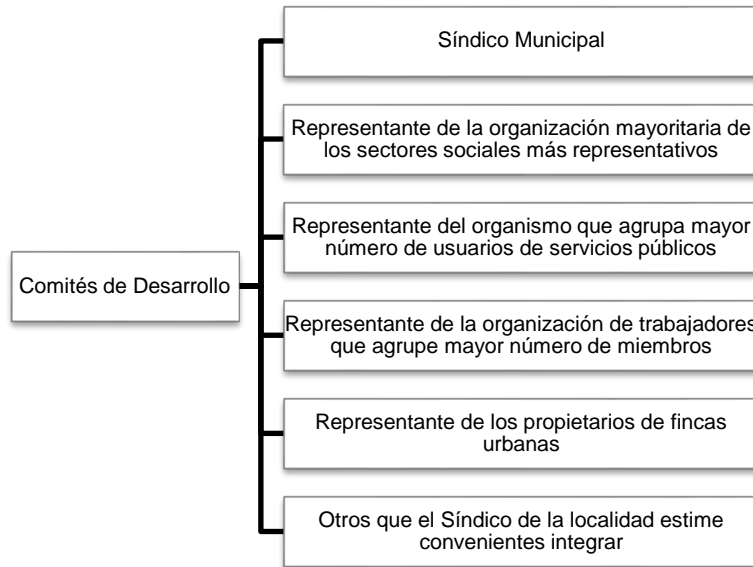 Síndico Municipal
Representante de la organización mayoritaria de
los sectores sociales más representativos
Representante del organismo que agrupa mayor
número de usuarios de servicios públicos
Comités de Desarrollo
Representante de la organización de trabajadores
que agrupe mayor número de miembros
Representante de los propietarios de fincas
urbanas
Otros que el Síndico de la localidad estime
convenientes integrar